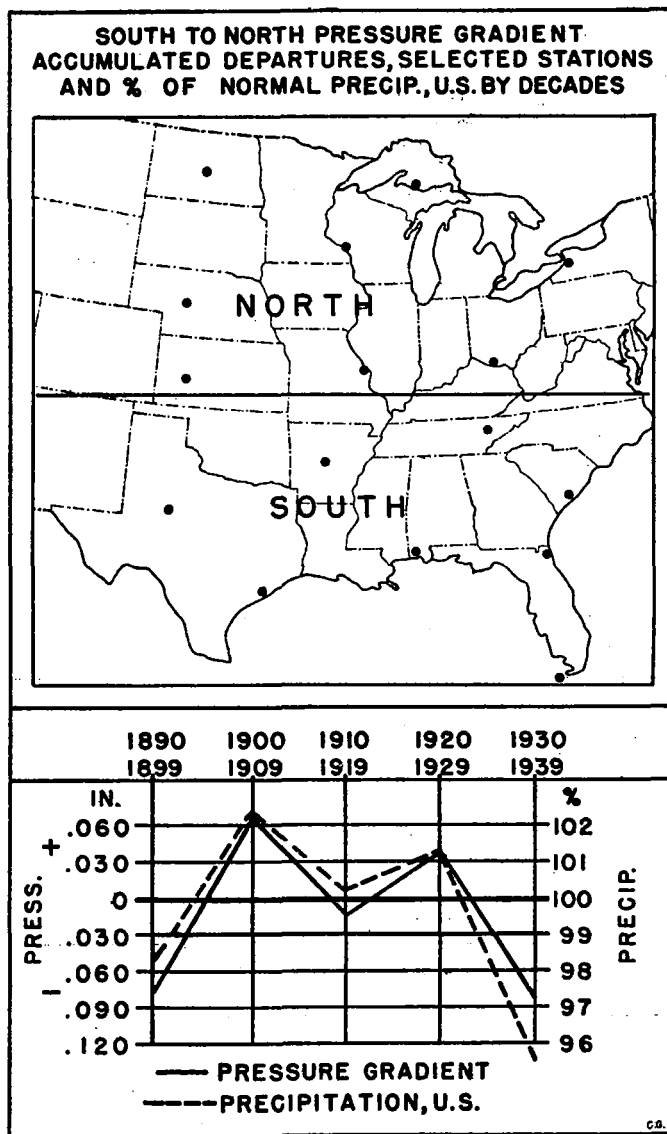 SOUTH TO NORTH PRESSURE GRADIENT
ACCUMULATED DEPARTURES, SELECTED STATIONS
AND % OF NORMAL PRECIP., U.S. BY DECADES
NORTH
SOUTH
1890 1900 1910 1920 1930
1899 1909 1919 1929 1939
IN. %
.060 102
+
.030 101
0 100
.030 99
.060 98
−
.090 97
.120 96
PRESS.
PRECIP.
PRESSURE GRADIENT
PRECIPITATION, U.S.
C.D.